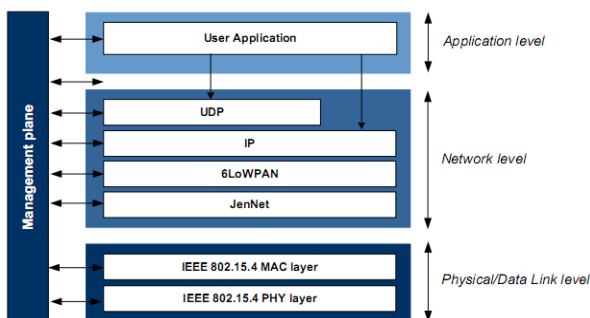 Management plane
User Application
Application level
UDP
IP
6LoWPAN
JenNet
Network level
IEEE 802.15.4 MAC layer
IEEE 802.15.4 PHY layer
Physical/Data Link level